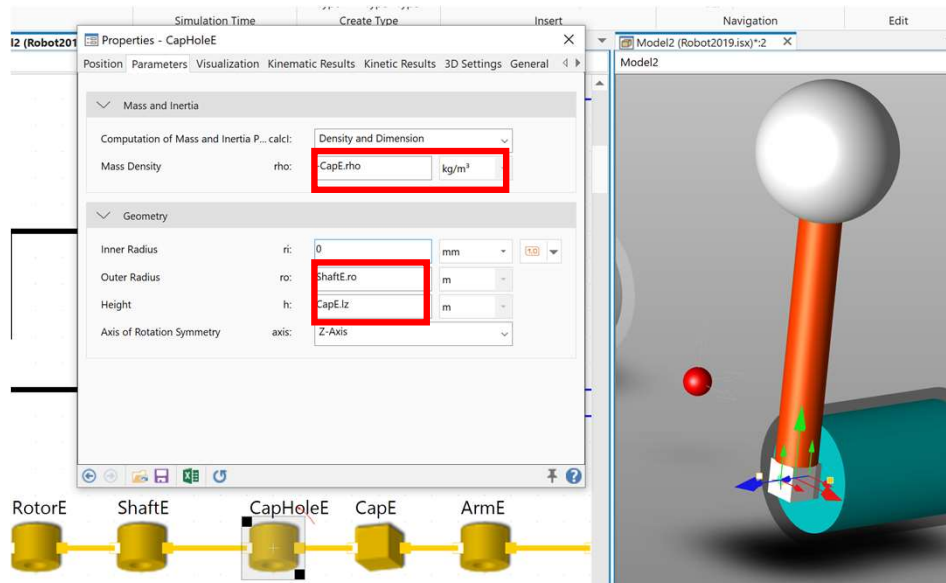 Simulation Time
Create Type
Insert
Navigation
Edit
l2 (Robot201
Properties - CapHoleE
Model2 (Robot2019.isx)*:2
Position Parameters Visualization Kinematic Results Kinetic Results 3D Settings General
Model2
Mass and Inertia
Computation of Mass and Inertia P... calcI: Density and Dimension
Mass Density rho: -CapE.rho kg/m³
Geometry
Inner Radius ri: 0 mm 1.0
Outer Radius ro: ShaftE.ro m
Height h: CapE.lz m
Axis of Rotation Symmetry axis: Z-Axis
RotorE ShaftE CapHoleE CapE ArmE